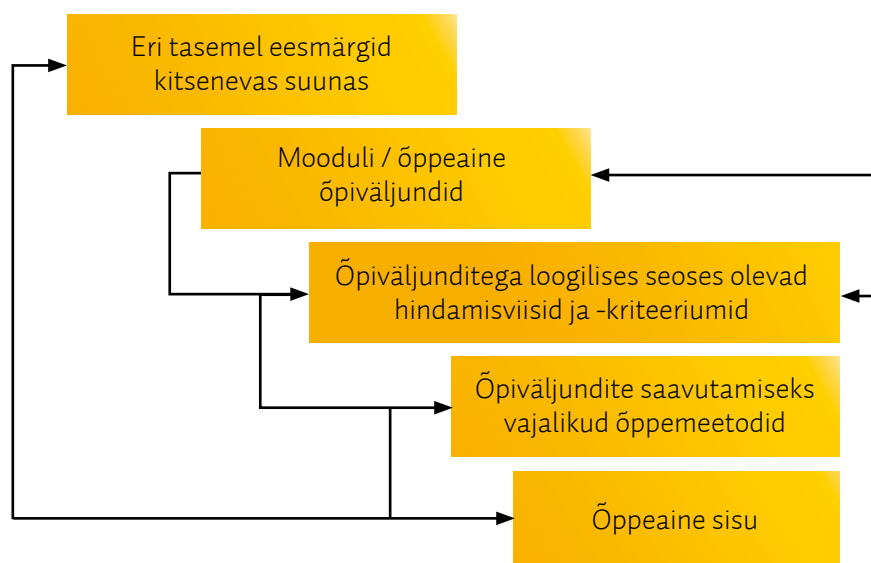 Eri tasemel eesmärgid
kitsenevas suunas
Mooduli / õppeaine
õpiväljundid
Õpiväljunditega loogilises seoses olevad
hindamisviisid ja -kriteeriumid
Õpiväljundite saavutamiseks
vajalikud õppemeetodid
Õppeaine sisu